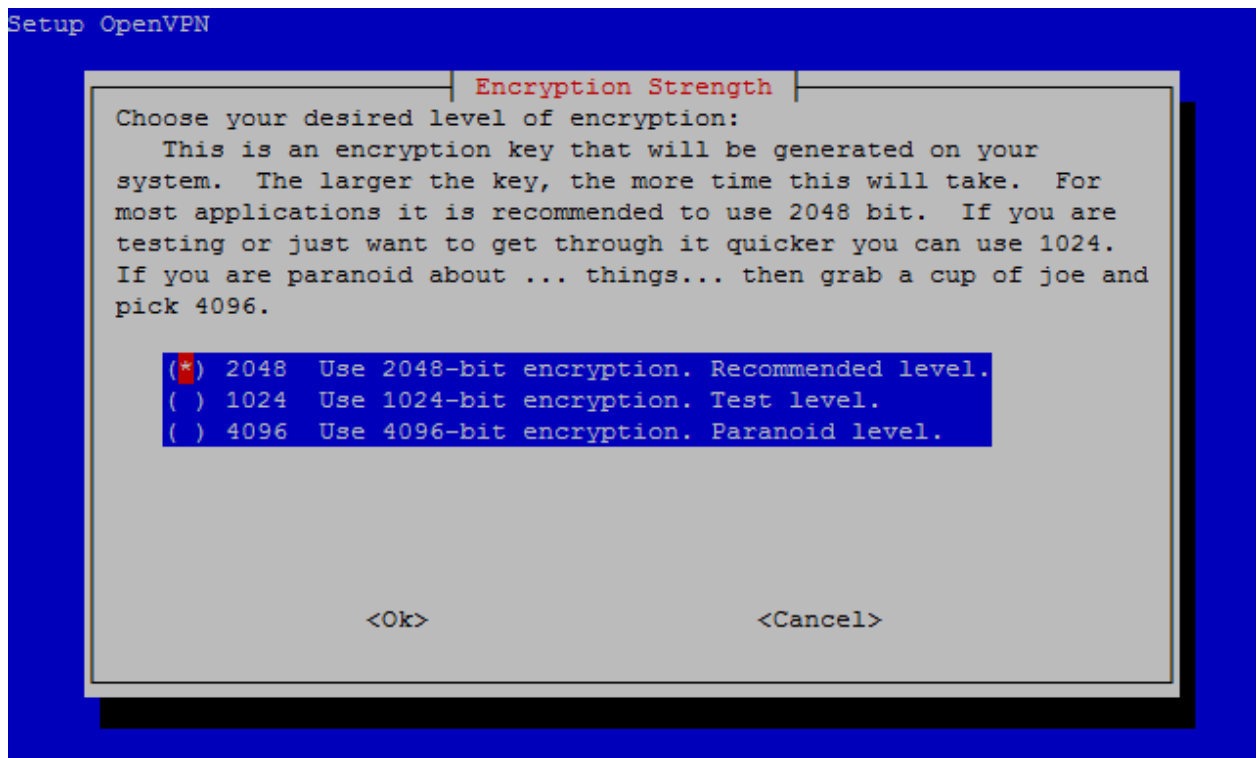 Setup OpenVPN
Encryption Strength
Choose your desired level of encryption:
This is an encryption key that will be generated on your
system.  The larger the key, the more time this will take.  For
most applications it is recommended to use 2048 bit.  If you are
testing or just want to get through it quicker you can use 1024.
If you are paranoid about ... things... then grab a cup of joe and
pick 4096.
(*) 2048  Use 2048-bit encryption. Recommended level.
( ) 1024  Use 1024-bit encryption. Test level.
( ) 4096  Use 4096-bit encryption. Paranoid level.
<Ok> <Cancel>